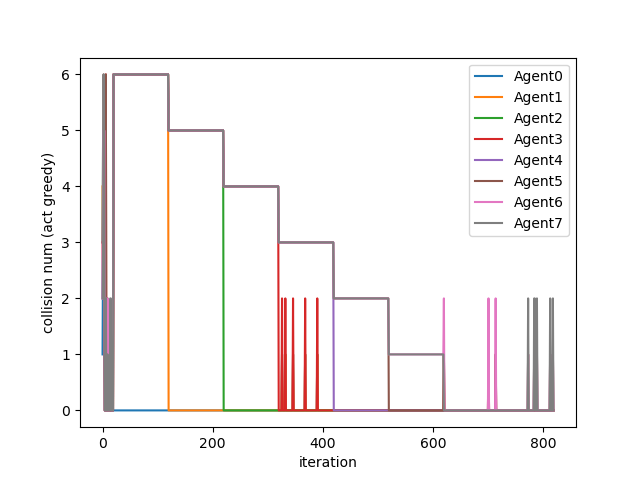 6
5
4
3
2
1
0
collision num (act greedy)
Agent0
Agent1
Agent2
Agent3
Agent4
Agent5
Agent6
Agent7
0 200 400 600 800
iteration